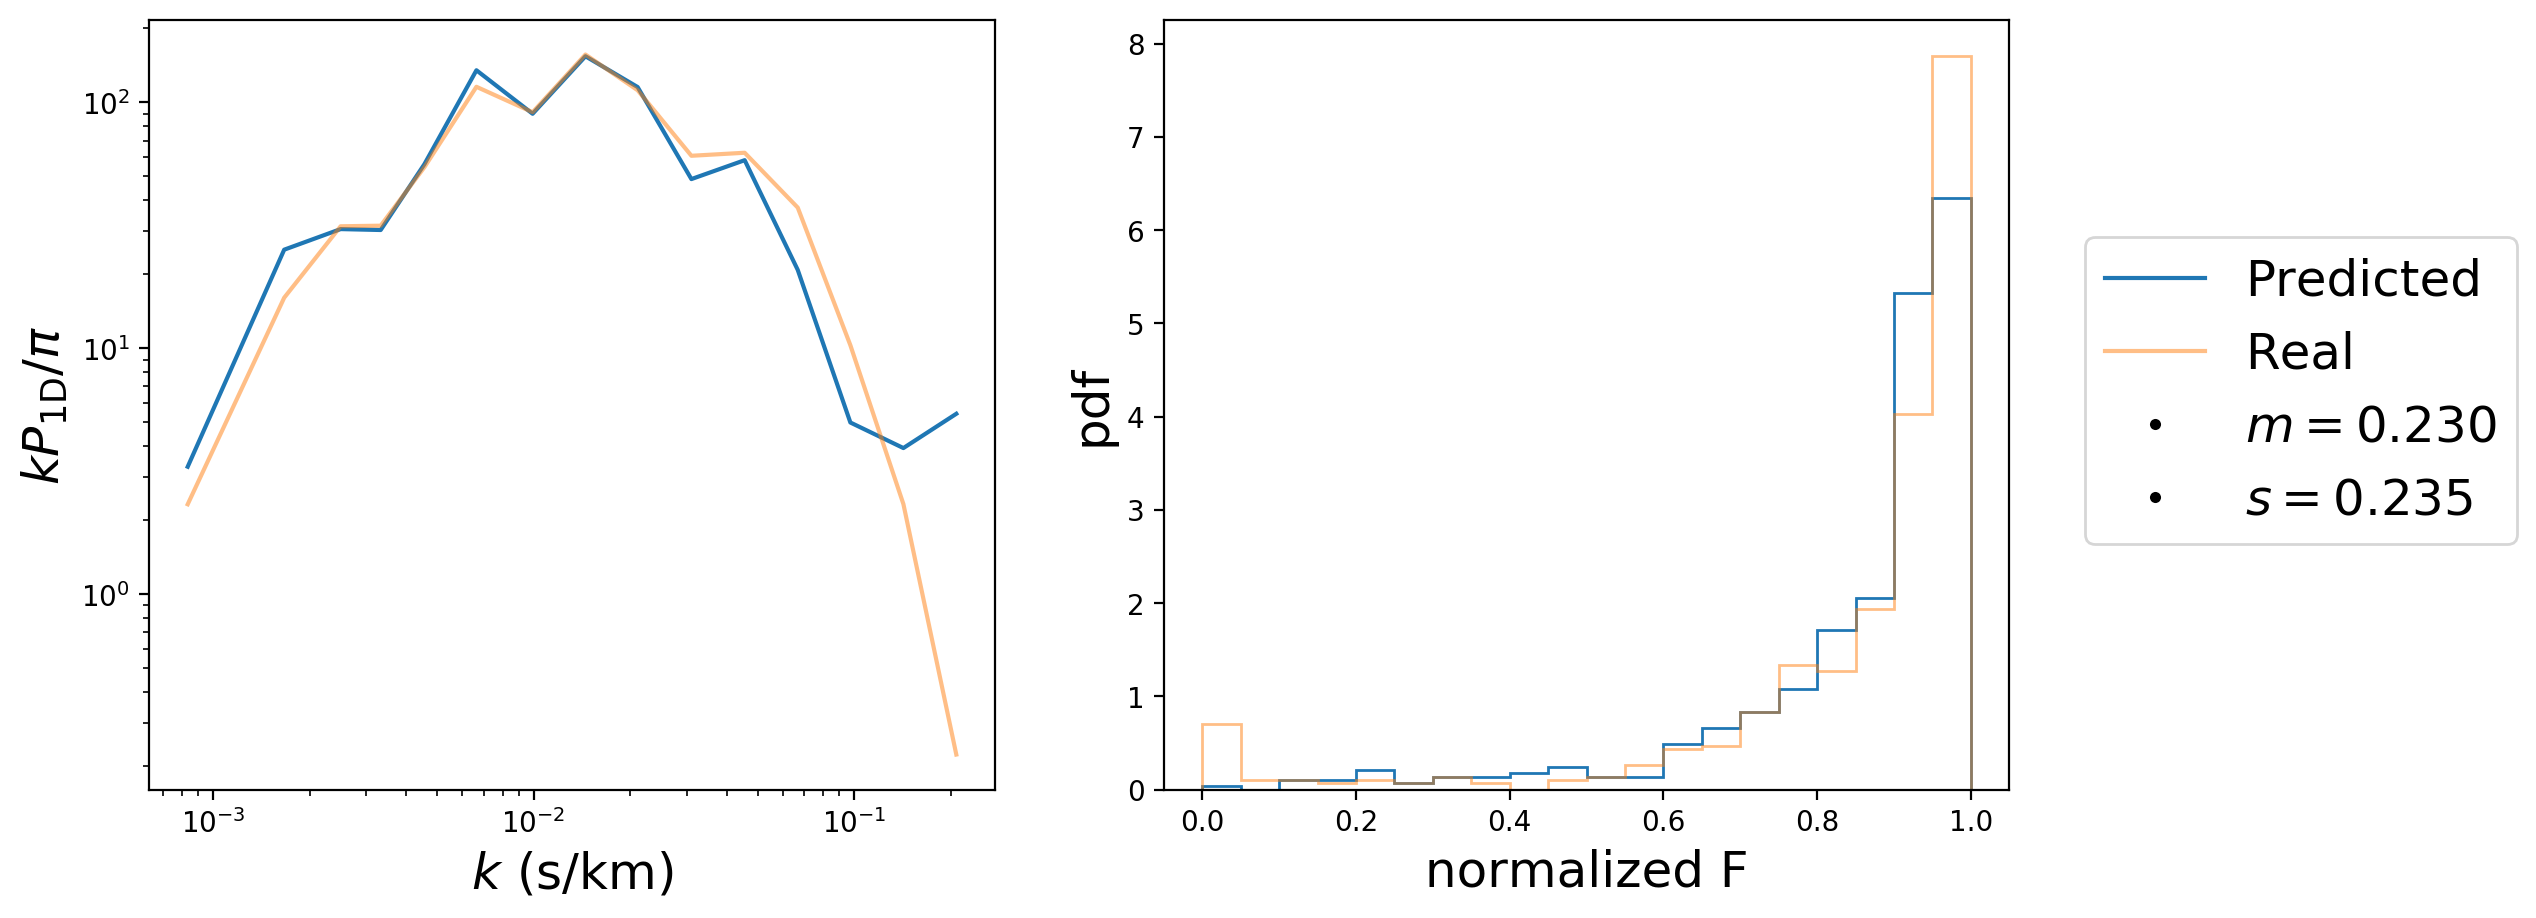 10²
10¹
10⁰
10⁻³
10⁻²
10⁻¹
kP₁D/π
k (s/km)
8
7
6
5
4
3
2
1
0
0.0
0.2
0.4
0.6
0.8
1.0
pdf
normalized F
Predicted
Real
m = 0.230
s = 0.235